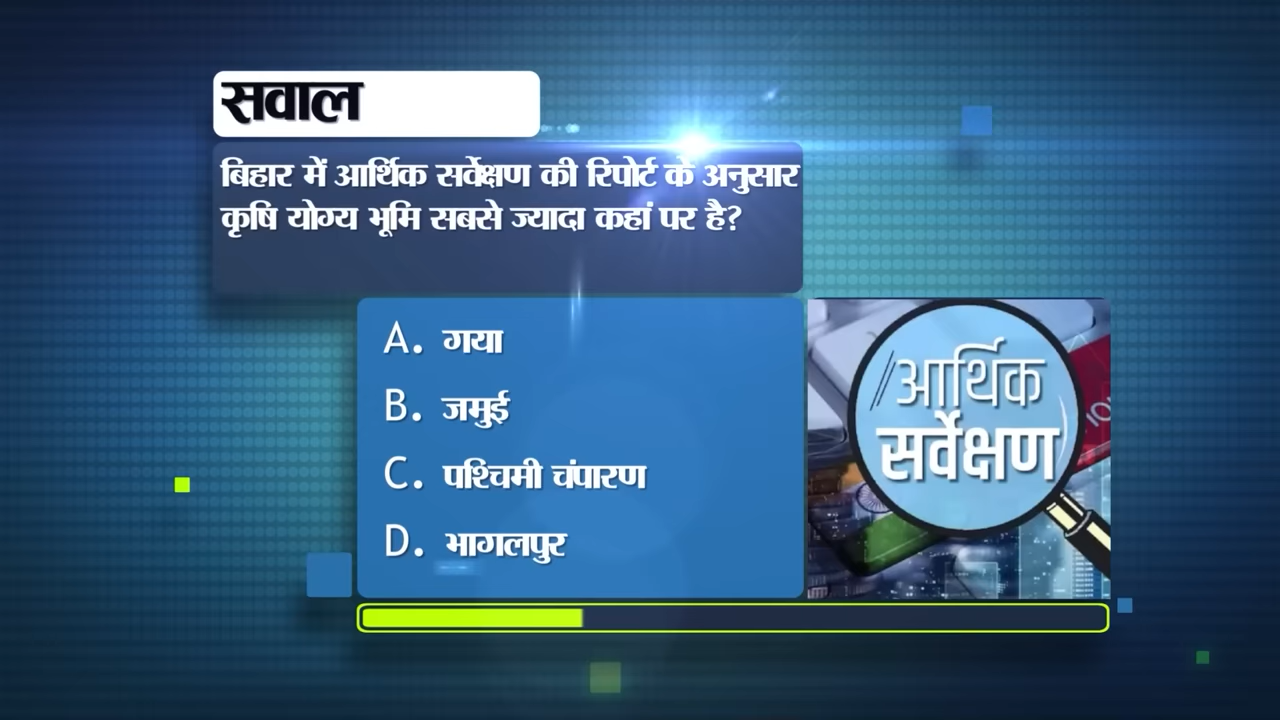 सवाल
बिहार में आर्थिक सर्वेक्षण की रिपोर्ट के अनुसार
कृषि योग्य भूमि सबसे ज्यादा कहां पर है?
A. गया
B. जमुई
C. पश्चिमी चंपारण
D. भागलपुर
आर्थिक
सर्वेक्षण